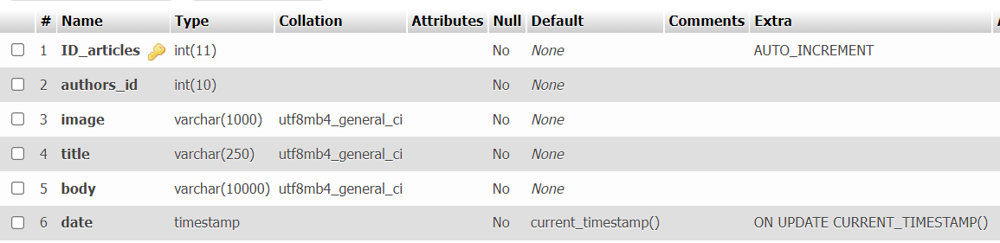 # Name Type Collation Attributes Null Default Comments Extra
1 ID_articles int(11) No None AUTO_INCREMENT
2 authors_id int(10) No None
3 image varchar(1000) utf8mb4_general_ci No None
4 title varchar(250) utf8mb4_general_ci No None
5 body varchar(10000) utf8mb4_general_ci No None
6 date timestamp No current_timestamp() ON UPDATE CURRENT_TIMESTAMP()